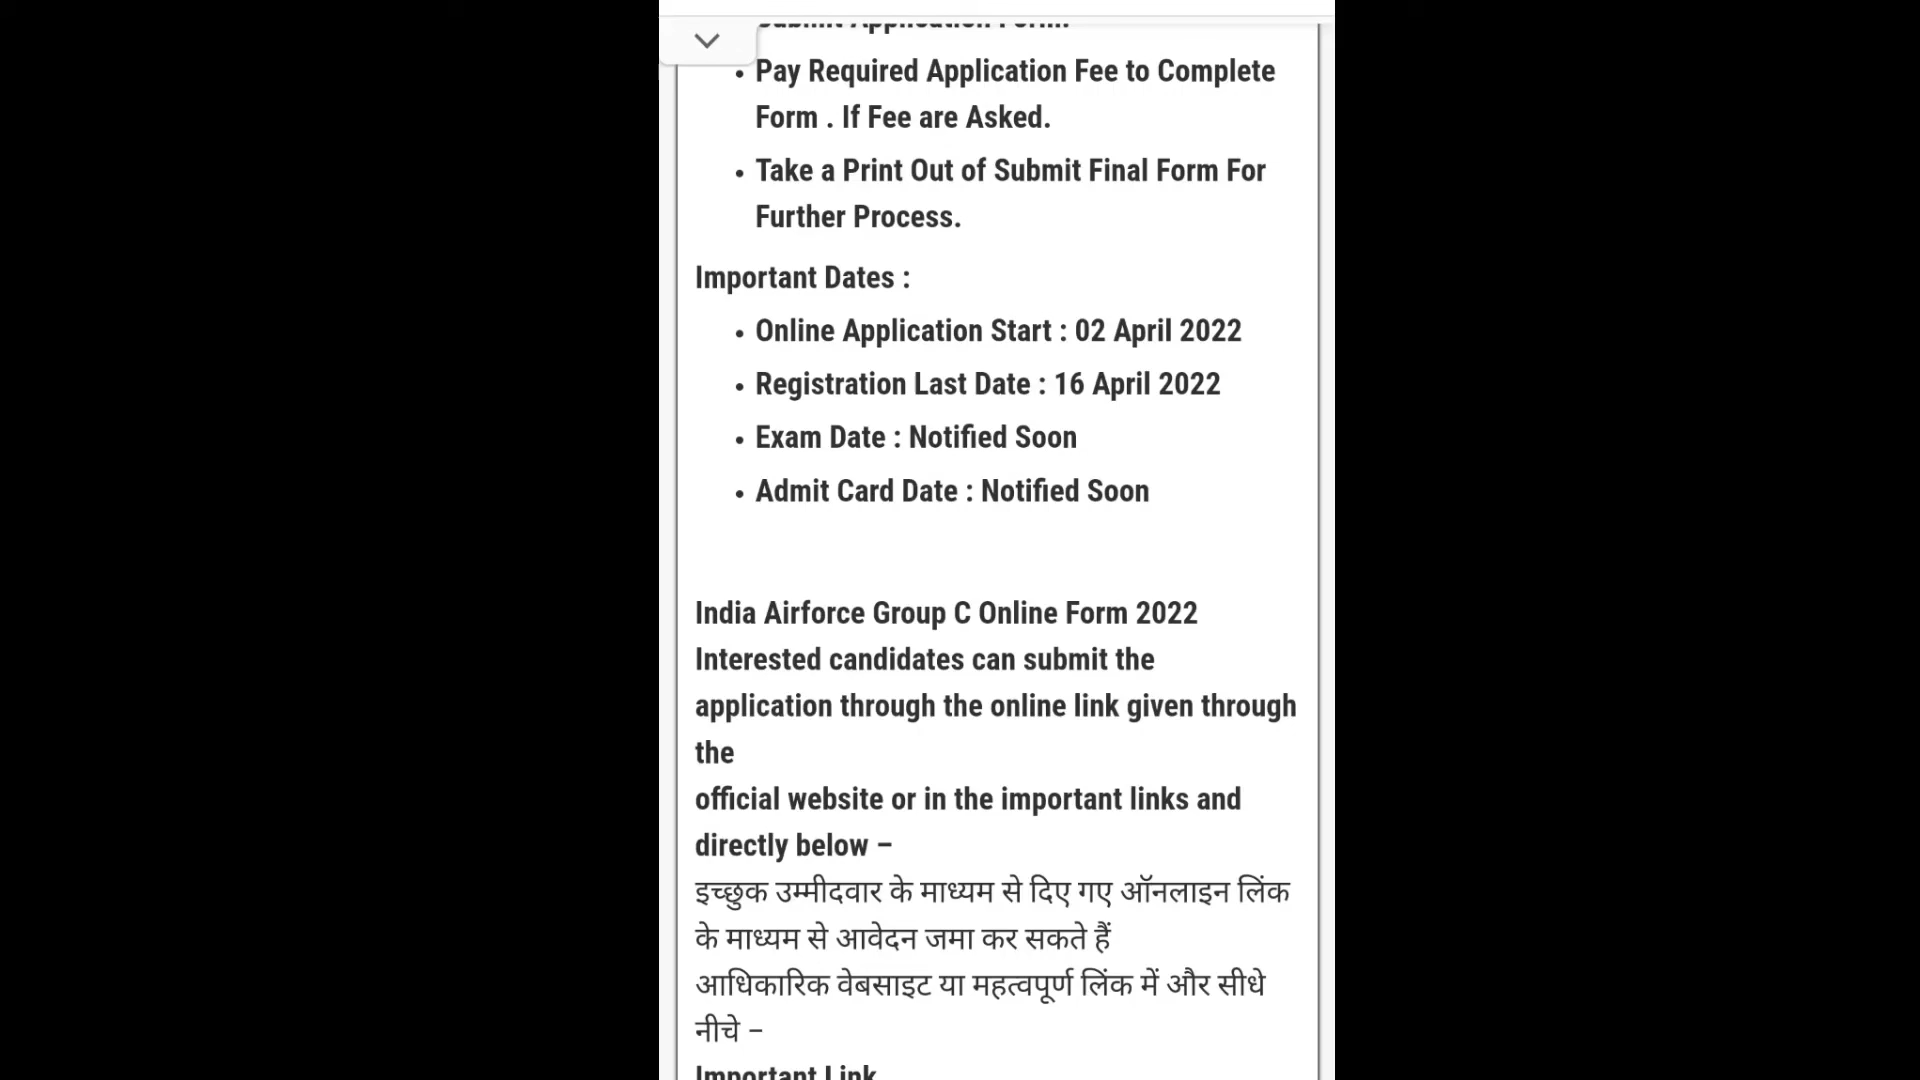 Submit Application Form.
Pay Required Application Fee to Complete
Form . If Fee are Asked.
Take a Print Out of Submit Final Form For
Further Process.
Important Dates :
Online Application Start : 02 April 2022
Registration Last Date : 16 April 2022
Exam Date : Notified Soon
Admit Card Date : Notified Soon
India Airforce Group C Online Form 2022
Interested candidates can submit the
application through the online link given through
the
official website or in the important links and
directly below –
इच्छुक उम्मीदवार के माध्यम से दिए गए ऑनलाइन लिंक
के माध्यम से आवेदन जमा कर सकते हैं
आधिकारिक वेबसाइट या महत्वपूर्ण लिंक में और सीधे
नीचे –
Important Link